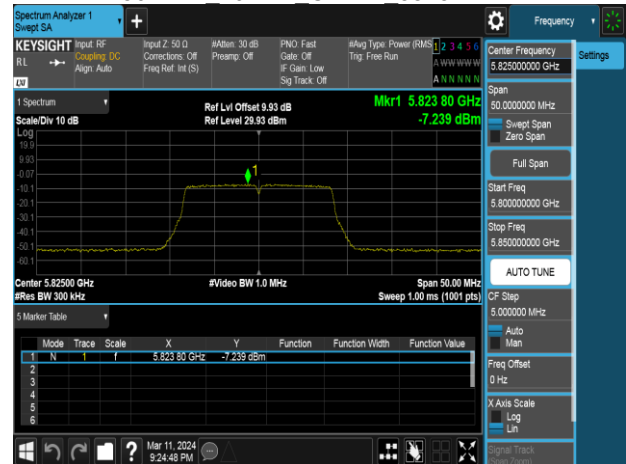 Spectrum Analyzer 1
Swept SA
Frequency
KEYSIGHT
RL
Input: RF
Coupling: DC
Align: Auto
Input Z: 50 Ω
Corrections: Off
Freq Ref: Int (S)
#Atten: 30 dB
Preamp: Off
PNO: Fast
Gate: Off
IF Gain: Low
Sig Track: Off
#Avg Type: Power (RMS
Trig: Free Run
1 2 3 4 5 6
A W W W W W
A N N N N N
LXI
1 Spectrum
Scale/Div 10 dB
Ref Lvl Offset 9.93 dB
Ref Level 29.93 dBm
Mkr1 5.823 80 GHz
-7.239 dBm
Log
19.9
9.93
-0.07
-10.1
-20.1
-30.1
-40.1
-50.1
-60.1
1
Center 5.82500 GHz
#Res BW 300 kHz
#Video BW 1.0 MHz
Span 50.00 MHz
Sweep 1.00 ms (1001 pts)
5 Marker Table
Mode Trace Scale X Y Function Function Width Function Value
1 N 1 f 5.823 80 GHz -7.239 dBm
2
3
4
5
6
?
Mar 11, 2024
9:24:48 PM
Settings
Center Frequency
5.825000000 GHz
Span
50.0000000 MHz
Swept Span
Zero Span
Full Span
Start Freq
5.800000000 GHz
Stop Freq
5.850000000 GHz
AUTO TUNE
CF Step
5.000000 MHz
Auto
Man
Freq Offset
0 Hz
X Axis Scale
Log
Lin
Signal Track
(Span Zoom)